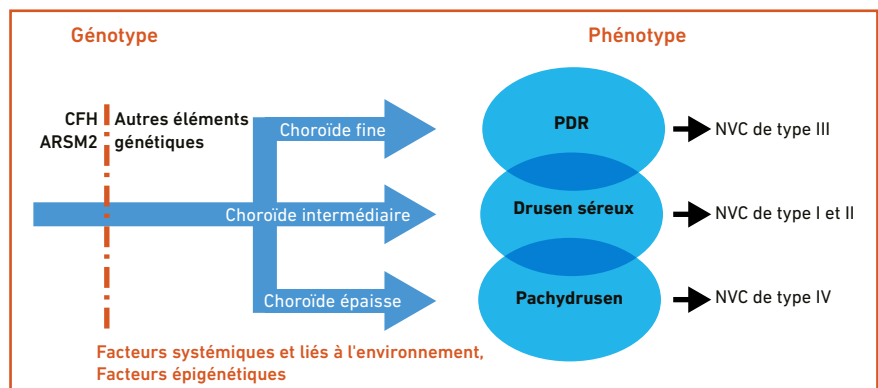 Génotype
Phénotype
CFH
ARSM2
Autres éléments
génétiques
Choroïde fine
PDR
NVC de type III
Choroïde intermédiaire
Drusen séreux
NVC de type I et II
Choroïde épaisse
Pachydrusen
NVC de type IV
Facteurs systémiques et liés à l'environnement,
Facteurs épigénétiques